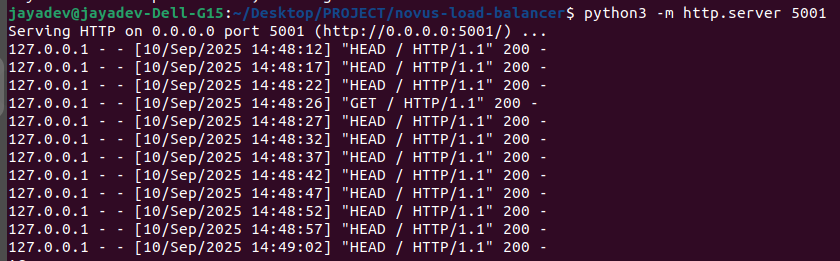 jayadev@jayadev-Dell-G15:~/Desktop/PROJECT/novus-load-balancer$ python3 -m http.server 5001
Serving HTTP on 0.0.0.0 port 5001 (http://0.0.0.0:5001/) ...
127.0.0.1 - - [10/Sep/2025 14:48:12] "HEAD / HTTP/1.1" 200 -
127.0.0.1 - - [10/Sep/2025 14:48:17] "HEAD / HTTP/1.1" 200 -
127.0.0.1 - - [10/Sep/2025 14:48:22] "HEAD / HTTP/1.1" 200 -
127.0.0.1 - - [10/Sep/2025 14:48:26] "GET / HTTP/1.1" 200 -
127.0.0.1 - - [10/Sep/2025 14:48:27] "HEAD / HTTP/1.1" 200 -
127.0.0.1 - - [10/Sep/2025 14:48:32] "HEAD / HTTP/1.1" 200 -
127.0.0.1 - - [10/Sep/2025 14:48:37] "HEAD / HTTP/1.1" 200 -
127.0.0.1 - - [10/Sep/2025 14:48:42] "HEAD / HTTP/1.1" 200 -
127.0.0.1 - - [10/Sep/2025 14:48:47] "HEAD / HTTP/1.1" 200 -
127.0.0.1 - - [10/Sep/2025 14:48:52] "HEAD / HTTP/1.1" 200 -
127.0.0.1 - - [10/Sep/2025 14:48:57] "HEAD / HTTP/1.1" 200 -
127.0.0.1 - - [10/Sep/2025 14:49:02] "HEAD / HTTP/1.1" 200 -